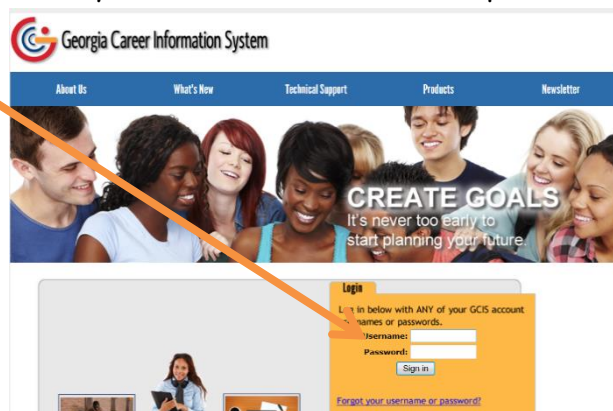 Georgia Career Information System
About Us What's New Technical Support Products Newsletter
CREATE GOALS
It's never too early to
start planning your future.
Login
Log in below with ANY of your GCIS account
names or passwords.
Username:
Password:
Sign in
Forgot your username or password?